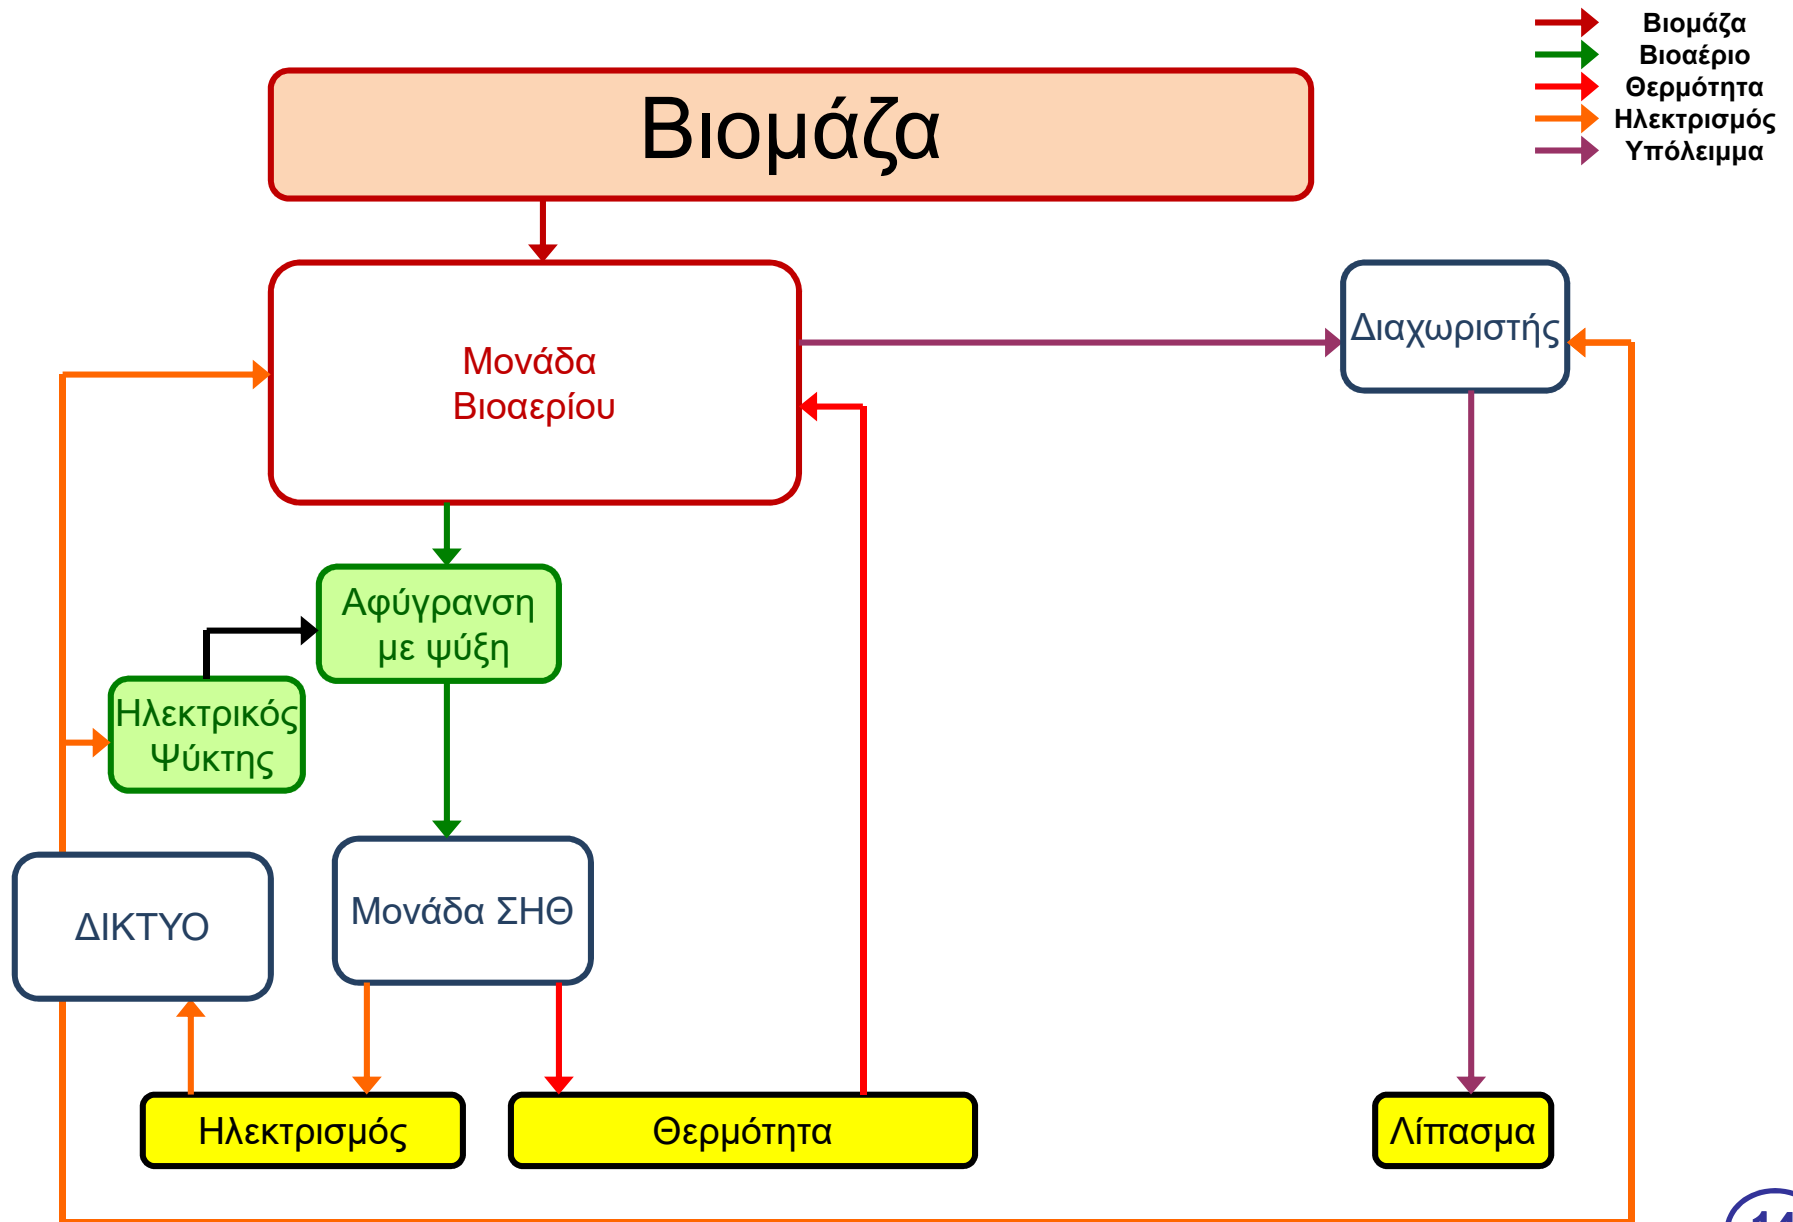 Βιομάζα
Βιοαέριο
Θερμότητα
Ηλεκτρισμός
Υπόλειμμα
Βιομάζα
Μονάδα
Βιοαερίου
Διαχωριστής
Αφύγρανση
με ψύξη
Ηλεκτρικός
Ψύκτης
ΔΙΚΤΥΟ
Μονάδα ΣΗΘ
Ηλεκτρισμός
Θερμότητα
Λίπασμα